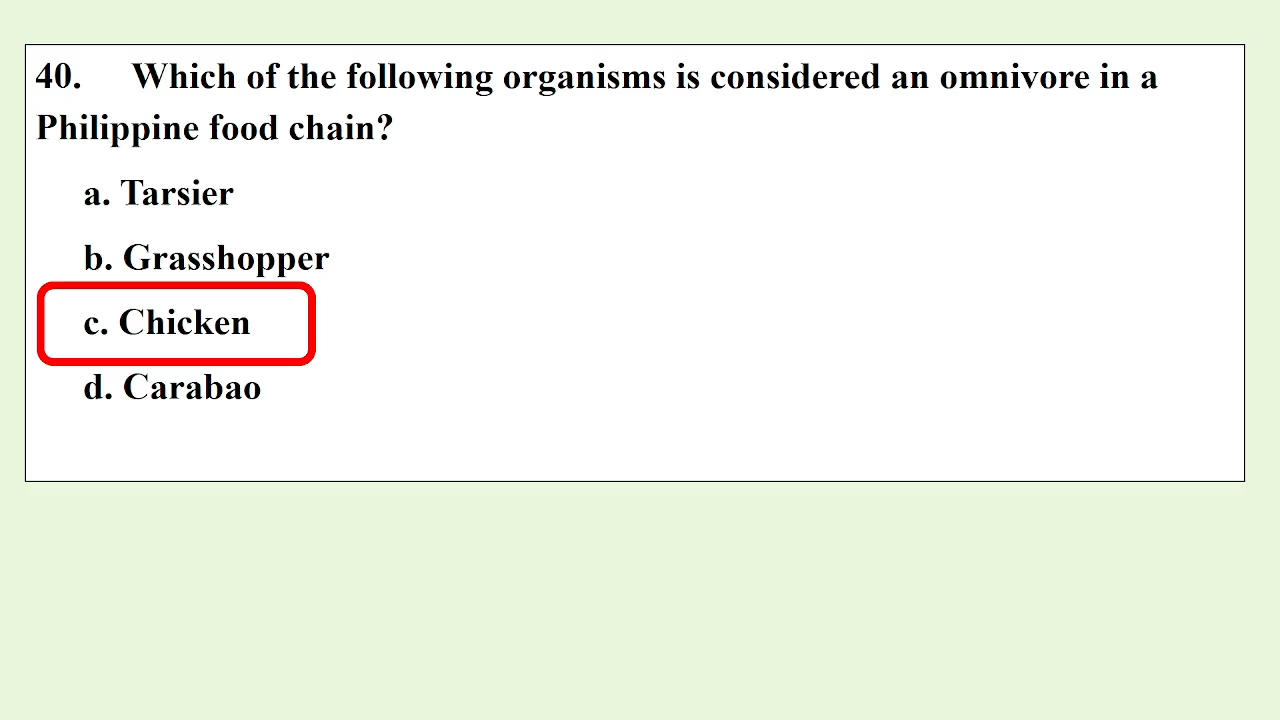 40. Which of the following organisms is considered an omnivore in a
Philippine food chain?
a. Tarsier
b. Grasshopper
c. Chicken
d. Carabao